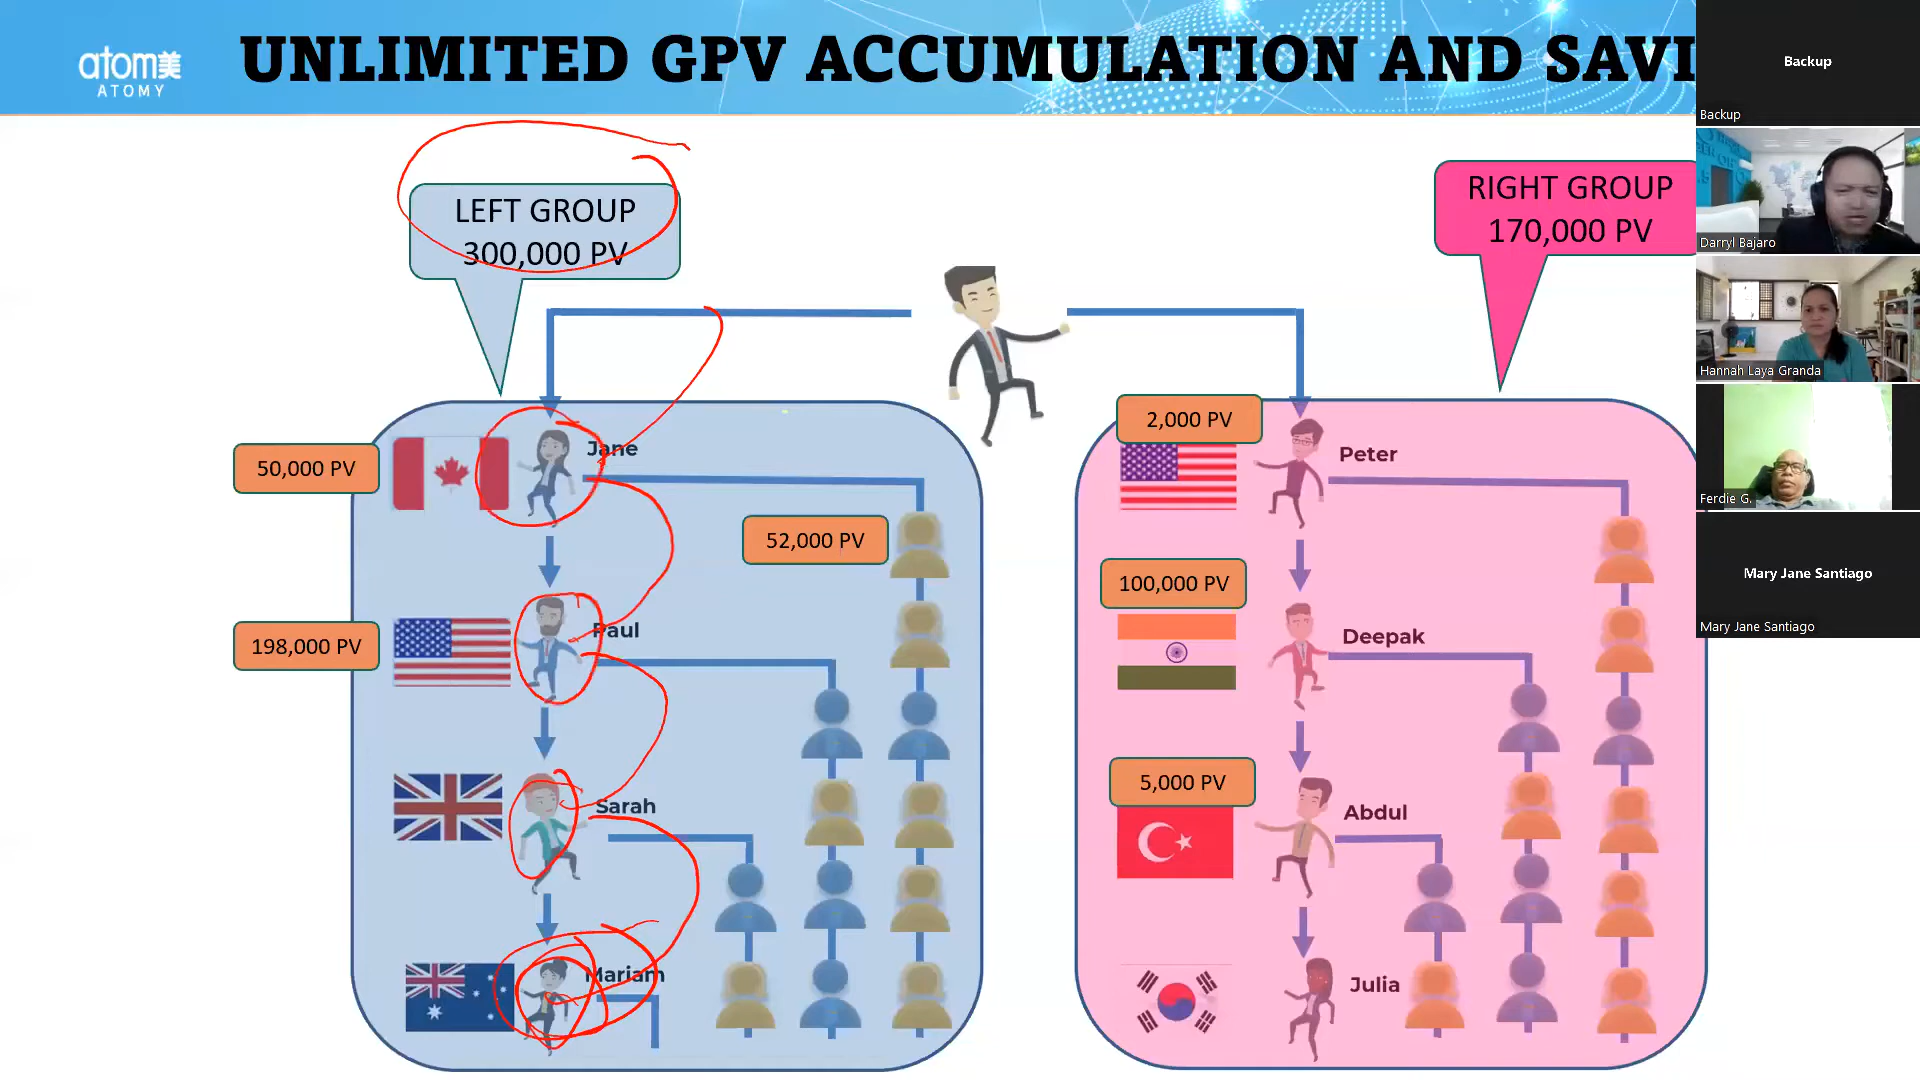 atom美
ATOMY
UNLIMITED GPV ACCUMULATION AND SAVI
LEFT GROUP
300,000 PV
RIGHT GROUP
170,000 PV
50,000 PV
Jane
52,000 PV
198,000 PV
Paul
Sarah
Mariam
2,000 PV
Peter
100,000 PV
Deepak
5,000 PV
Abdul
Julia
Backup
Backup
Darryl Bajaro
Hannah Laya Granda
Ferdie G.
Mary Jane Santiago
Mary Jane Santiago